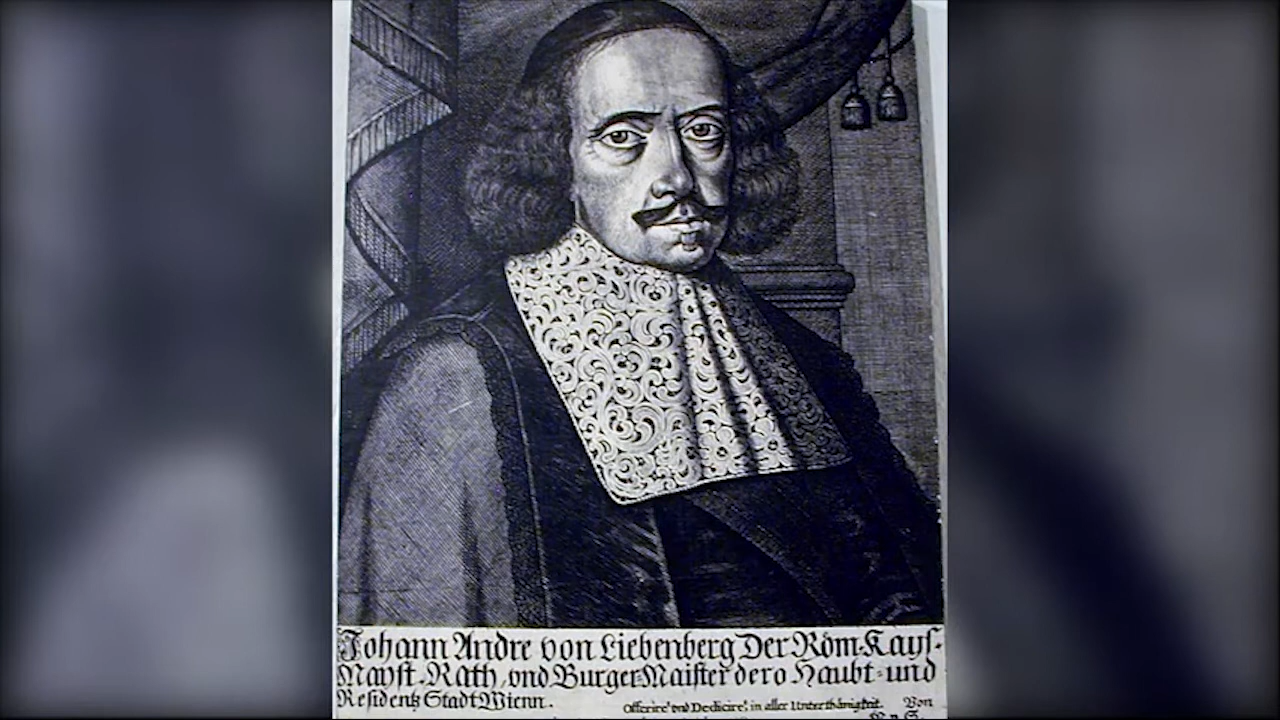 Johann Andre von Liebenberg Der Röm. Kays-
Mayst. Rath, vnd Burger-Maister dero Haubt- und
Residentz Stadt Wienn.
Offerirt vnd Dedicirt, in aller Unterthänigkeit. Von